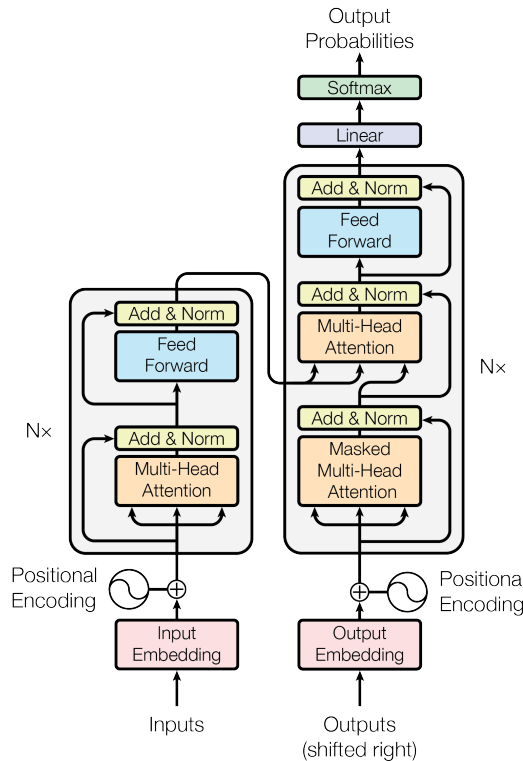 Output
Probabilities
Softmax
Linear
Add & Norm
Feed
Forward
Add & Norm
Multi-Head
Attention
Add & Norm
Masked
Multi-Head
Attention
N×
Add & Norm
Feed
Forward
Add & Norm
Multi-Head
Attention
N×
Positional
Encoding
Positiona
Encoding
Input
Embedding
Output
Embedding
Inputs
Outputs
(shifted right)